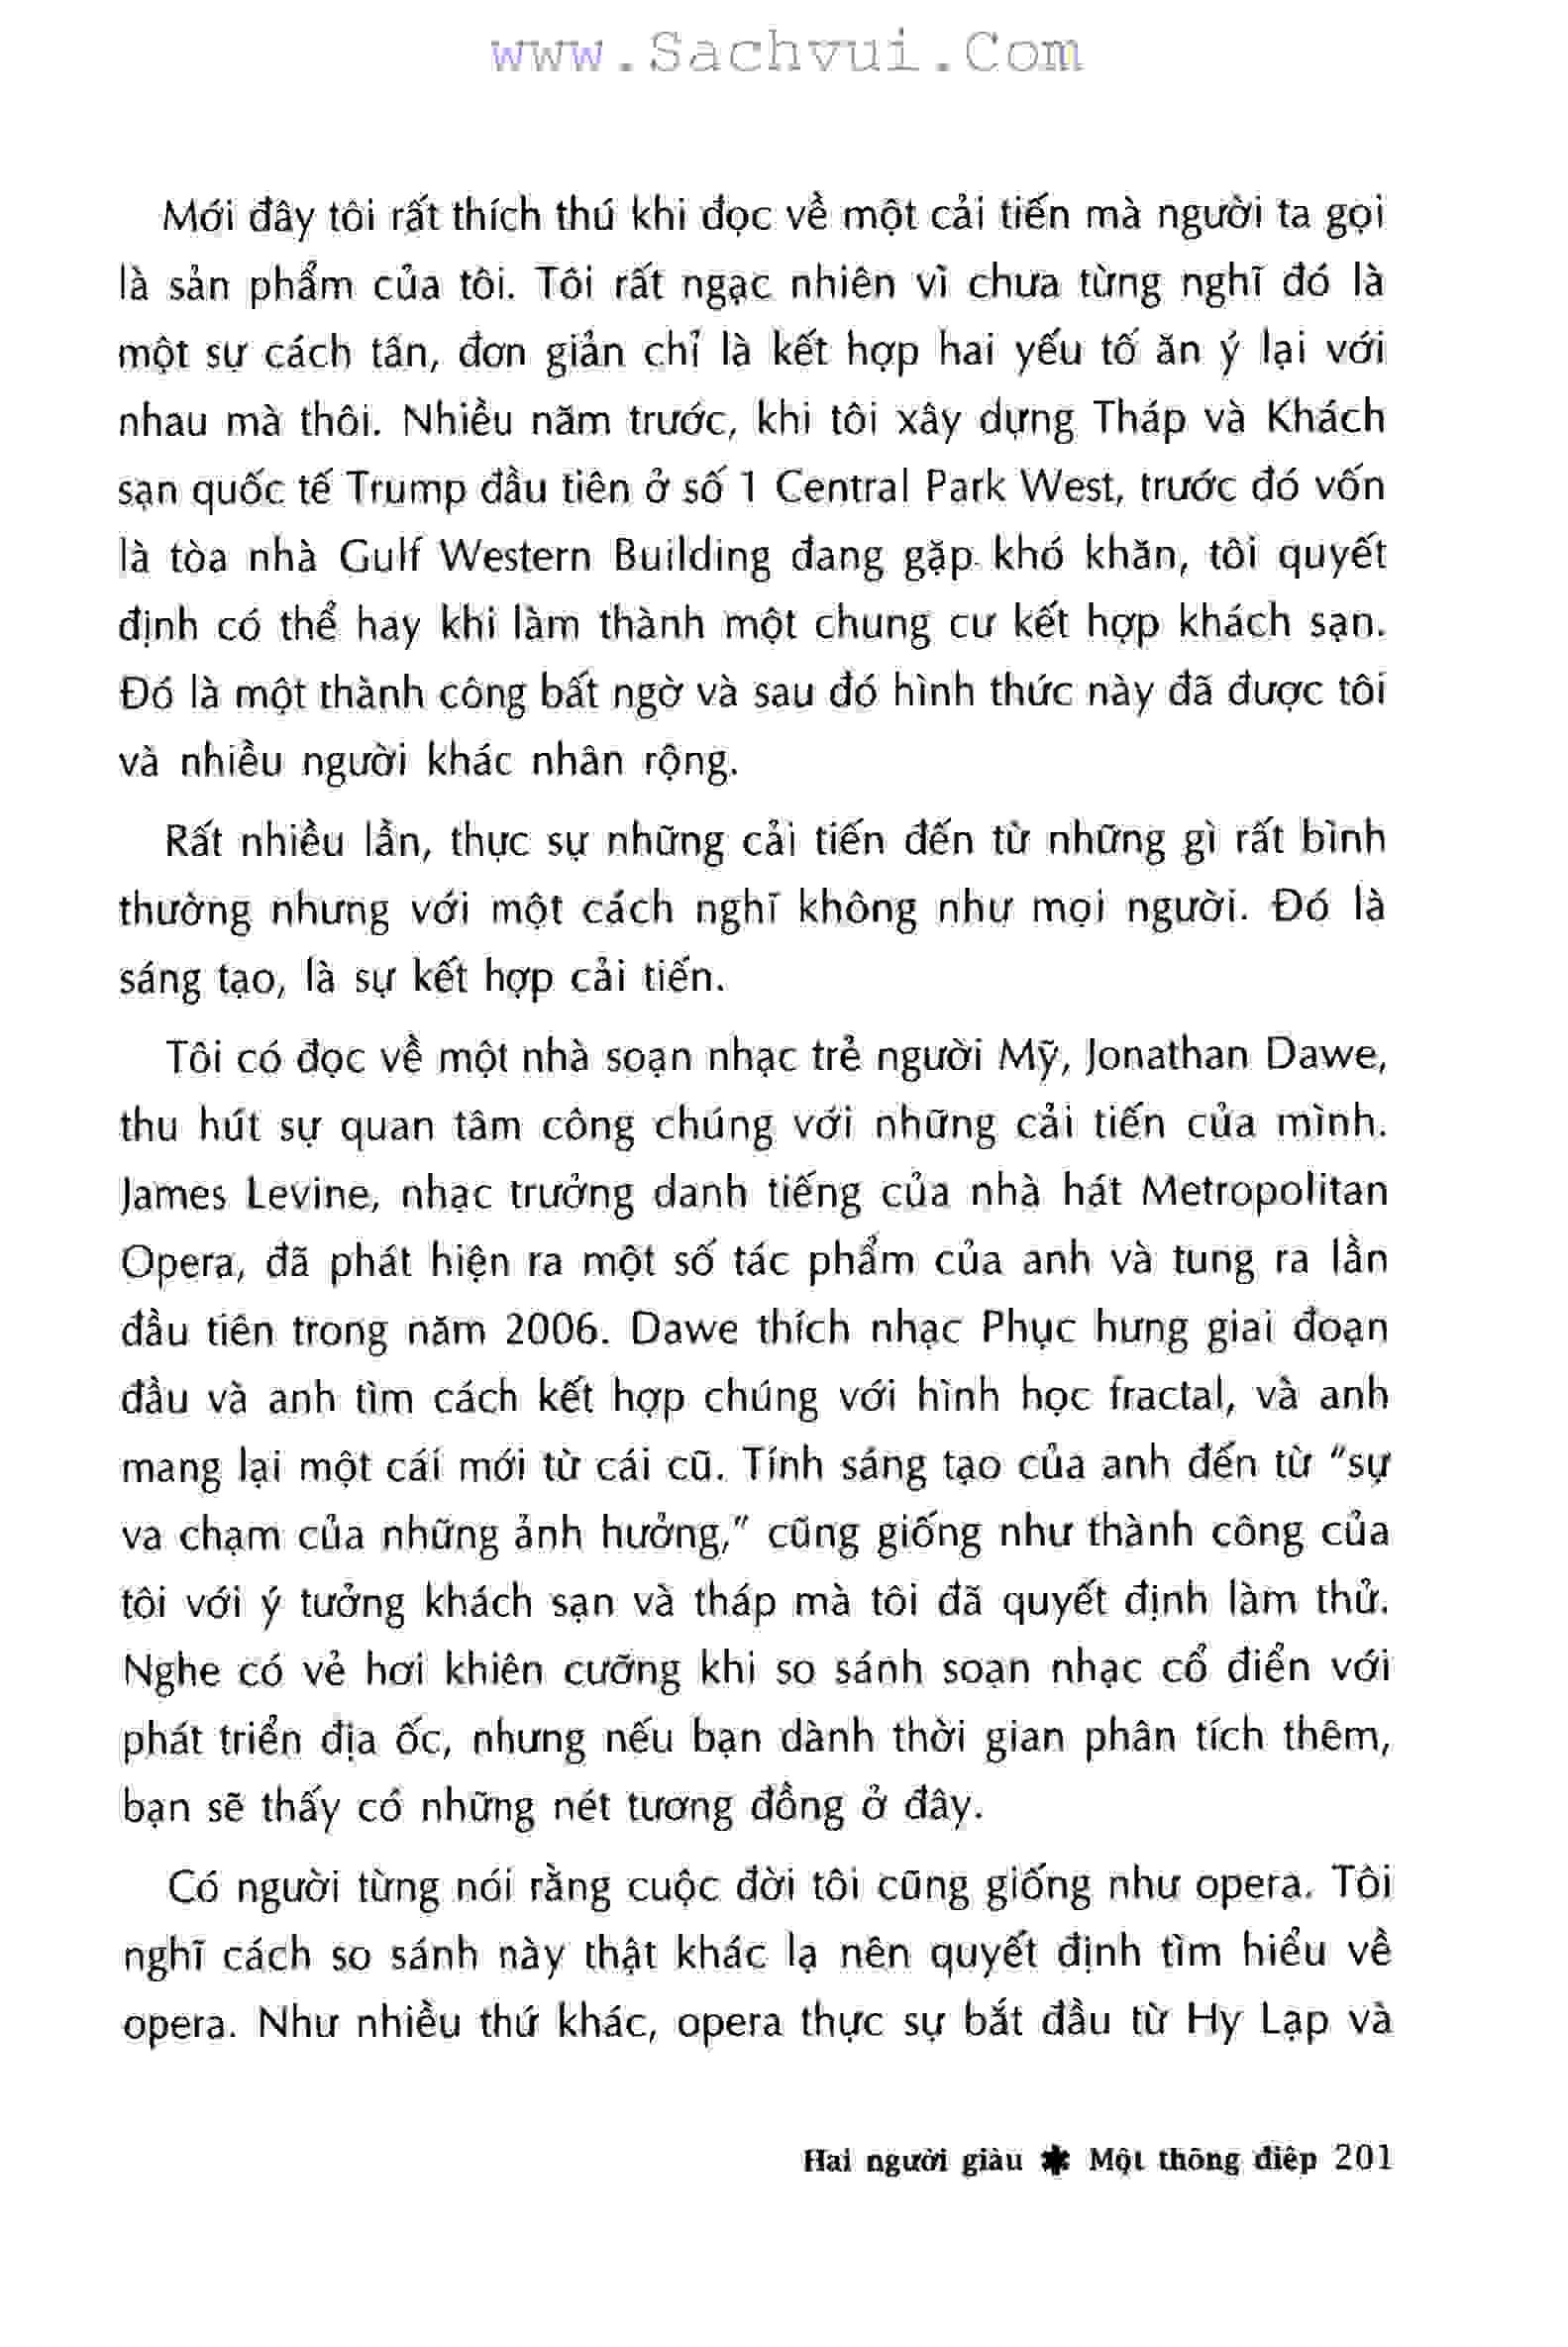 www.Sachvui.Com
Mới đây tôi rất thích thú khi đọc về một cải tiến mà người ta gọi
là sản phẩm của tôi. Tôi rất ngạc nhiên vì chưa từng nghĩ đó là
một sự cách tân, đơn giản chỉ là kết hợp hai yếu tố ăn ý lại với
nhau mà thôi. Nhiều năm trước, khi tôi xây dựng Tháp và Khách
sạn quốc tế Trump đầu tiên ở số 1 Central Park West, trước đó vốn
là tòa nhà Gulf Western Building đang gặp khó khăn, tôi quyết
định có thể hay khi làm thành một chung cư kết hợp khách sạn.
Đó là một thành công bất ngờ và sau đó hình thức này đã được tôi
và nhiều người khác nhân rộng.
Rất nhiều lần, thực sự những cải tiến đến từ những gì rất bình
thường nhưng với một cách nghĩ không như mọi người. Đó là
sáng tạo, là sự kết hợp cải tiến.
Tôi có đọc về một nhà soạn nhạc trẻ người Mỹ, Jonathan Dawe,
thu hút sự quan tâm công chúng với những cải tiến của mình.
James Levine, nhạc trưởng danh tiếng của nhà hát Metropolitan
Opera, đã phát hiện ra một số tác phẩm của anh và tung ra lần
đầu tiên trong năm 2006. Dawe thích nhạc Phục hưng giai đoạn
đầu và anh tìm cách kết hợp chúng với hình học fractal, và anh
mang lại một cái mới từ cái cũ. Tính sáng tạo của anh đến từ "sự
va chạm của những ảnh hưởng," cũng giống như thành công của
tôi với ý tưởng khách sạn và tháp mà tôi đã quyết định làm thử.
Nghe có vẻ hơi khiên cưỡng khi so sánh soạn nhạc cổ điển với
phát triển địa ốc, nhưng nếu bạn dành thời gian phân tích thêm,
bạn sẽ thấy có những nét tương đồng ở đây.
Có người từng nói rằng cuộc đời tôi cũng giống như opera. Tôi
nghĩ cách so sánh này thật khác lạ nên quyết định tìm hiểu về
opera. Như nhiều thứ khác, opera thực sự bắt đầu từ Hy Lạp và
Hai người giàu ✱ Một thông điệp 201